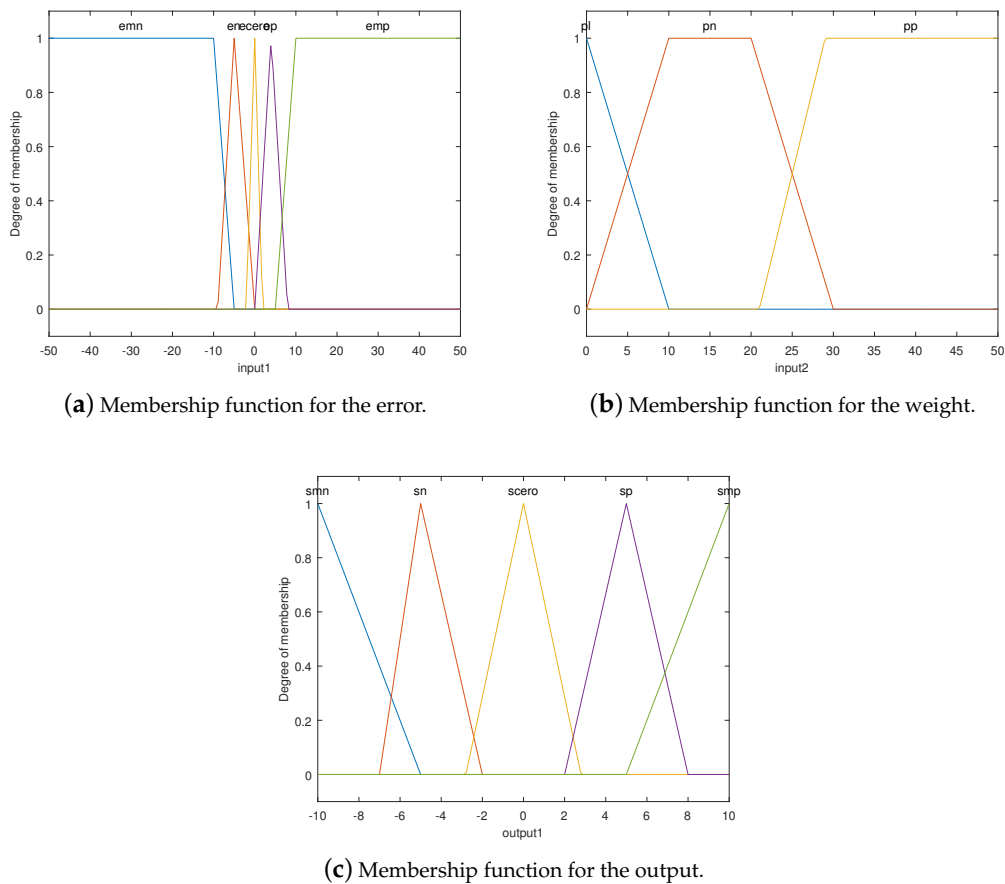 emn en ecero ep emp
1
0.8
0.6
0.4
0.2
0
Degree of membership
-50 -40 -30 -20 -10 0 10 20 30 40 50
input1
(a) Membership function for the error.
pl pn pp
1
0.8
0.6
0.4
0.2
0
Degree of membership
0 5 10 15 20 25 30 35 40 45 50
input2
(b) Membership function for the weight.
smn sn scero sp smp
1
0.8
0.6
0.4
0.2
0
Degree of membership
-10 -8 -6 -4 -2 0 2 4 6 8 10
output1
(c) Membership function for the output.